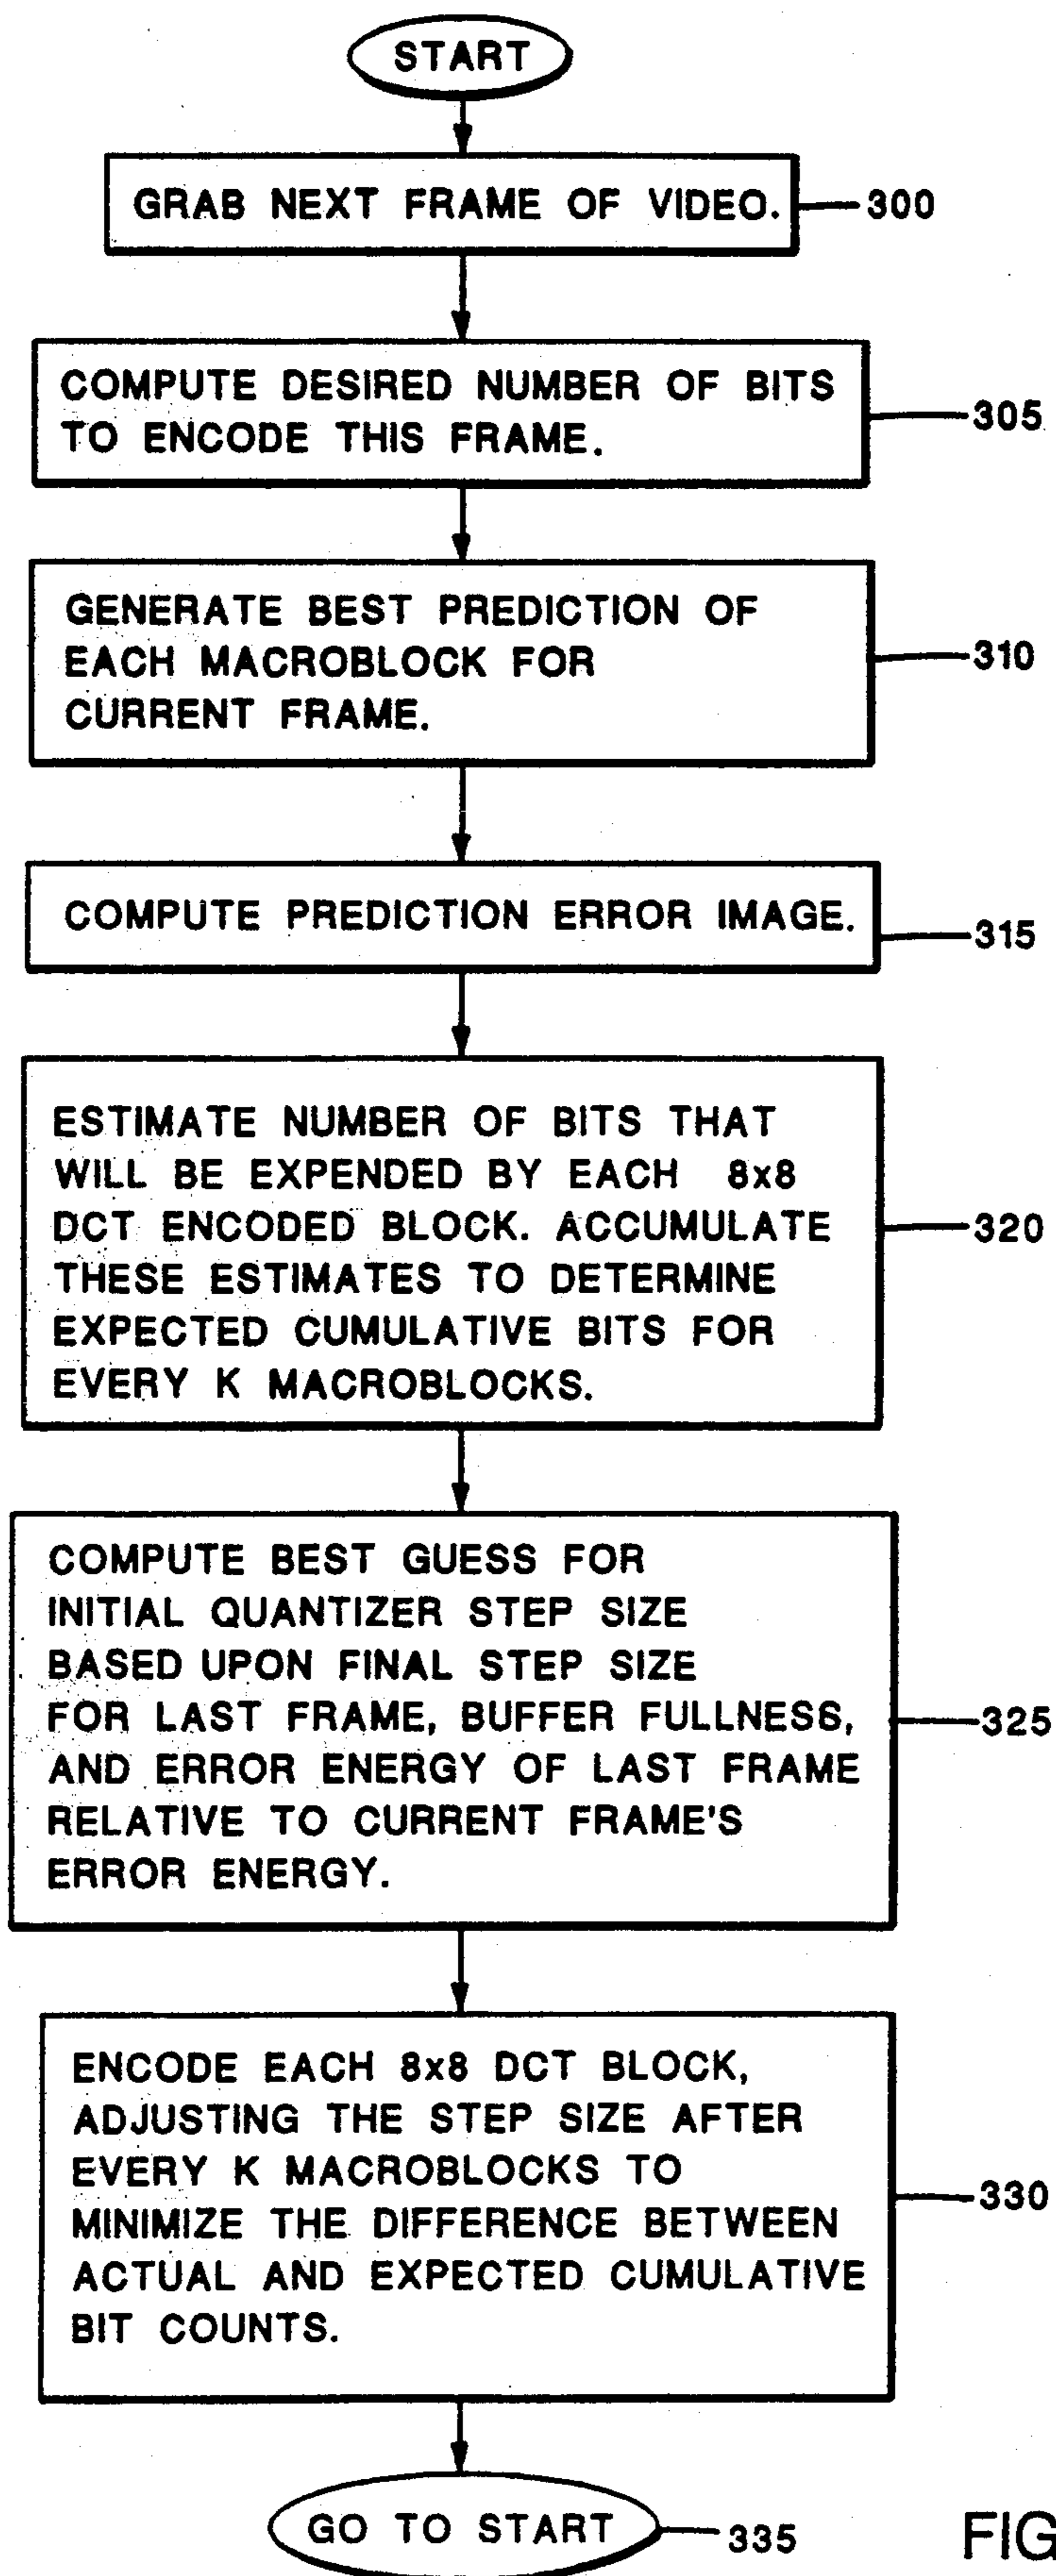 START
GRAB NEXT FRAME OF VIDEO.
300
COMPUTE DESIRED NUMBER OF BITS
TO ENCODE THIS FRAME.
305
GENERATE BEST PREDICTION OF
EACH MACROBLOCK FOR
CURRENT FRAME.
310
COMPUTE PREDICTION ERROR IMAGE.
315
ESTIMATE NUMBER OF BITS THAT
WILL BE EXPENDED BY EACH 8x8
DCT ENCODED BLOCK. ACCUMULATE
THESE ESTIMATES TO DETERMINE
EXPECTED CUMULATIVE BITS FOR
EVERY K MACROBLOCKS.
320
COMPUTE BEST GUESS FOR
INITIAL QUANTIZER STEP SIZE
BASED UPON FINAL STEP SIZE
FOR LAST FRAME, BUFFER FULLNESS,
AND ERROR ENERGY OF LAST FRAME
RELATIVE TO CURRENT FRAME'S
ERROR ENERGY.
325
ENCODE EACH 8x8 DCT BLOCK,
ADJUSTING THE STEP SIZE AFTER
EVERY K MACROBLOCKS TO
MINIMIZE THE DIFFERENCE BETWEEN
ACTUAL AND EXPECTED CUMULATIVE
BIT COUNTS.
330
GO TO START
335
FIG